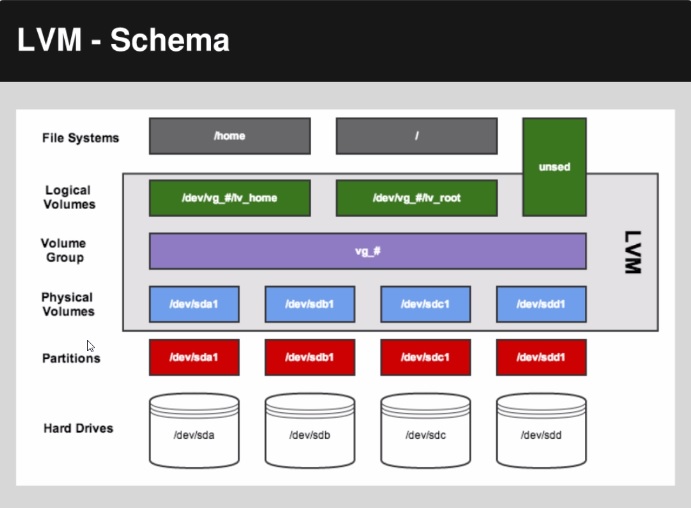 LVM - Schema
File Systems
/home
/
unsed
Logical
Volumes
/dev/vg_#/lv_home
/dev/vg_#/lv_root
Volume
Group
vg_#
LVM
Physical
Volumes
/dev/sda1
/dev/sdb1
/dev/sdc1
/dev/sdd1
Partitions
/dev/sda1
/dev/sdb1
/dev/sdc1
/dev/sdd1
Hard Drives
/dev/sda
/dev/sdb
/dev/sdc
/dev/sdd